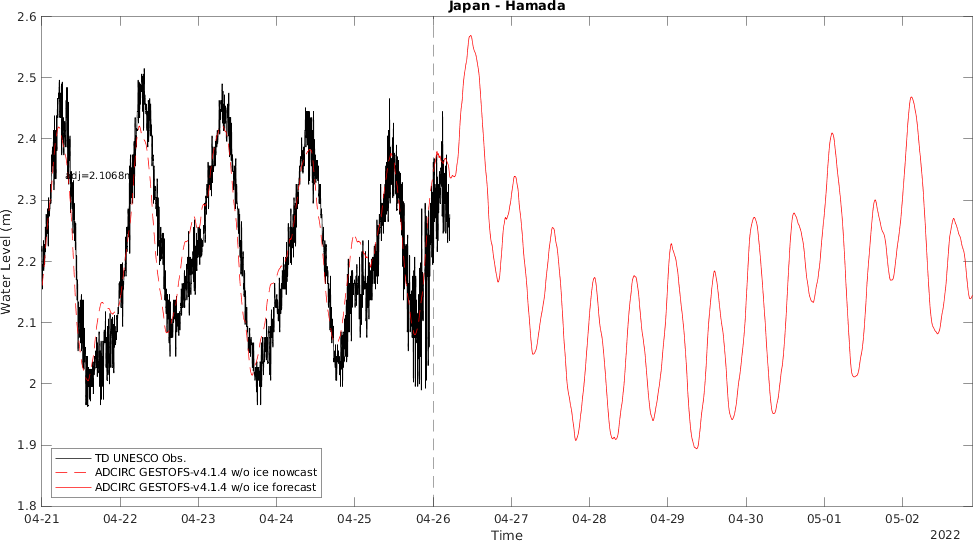 Japan - Hamada
2.6
2.5
2.4
2.3
2.2
2.1
2
1.9
1.8
Water Level (m)
adj=2.1068m
TD UNESCO Obs.
ADCIRC GESTOFS-v4.1.4 w/o ice nowcast
ADCIRC GESTOFS-v4.1.4 w/o ice forecast
04-21 04-22 04-23 04-24 04-25 04-26 04-27 04-28 04-29 04-30 05-01 05-02
Time
2022